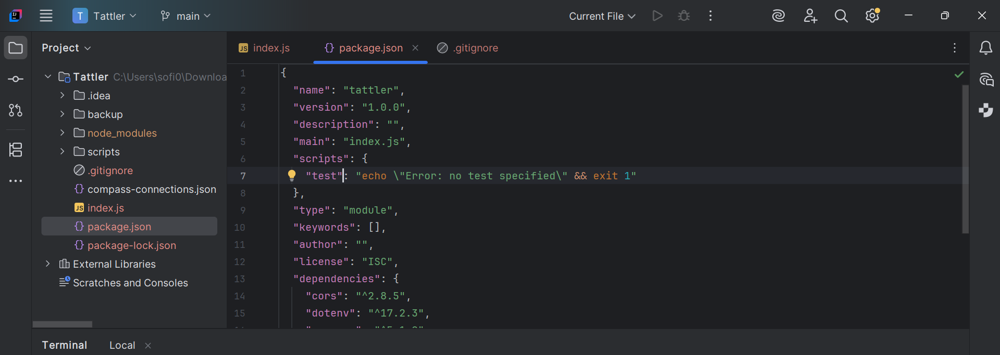 T Tattler main Current File
Project
index.js package.json .gitignore
Tattler C:\Users\sofi0\Downloa
.idea
backup
node_modules
scripts
.gitignore
compass-connections.json
JS index.js
package.json
package-lock.json
External Libraries
Scratches and Consoles
1 {
2 "name": "tattler",
3 "version": "1.0.0",
4 "description": "",
5 "main": "index.js",
6 "scripts": {
7 "test": "echo \"Error: no test specified\" && exit 1"
8 },
9 "type": "module",
10 "keywords": [],
11 "author": "",
12 "license": "ISC",
13 "dependencies": {
14 "cors": "^2.8.5",
15 "dotenv": "^17.2.3",
Terminal Local